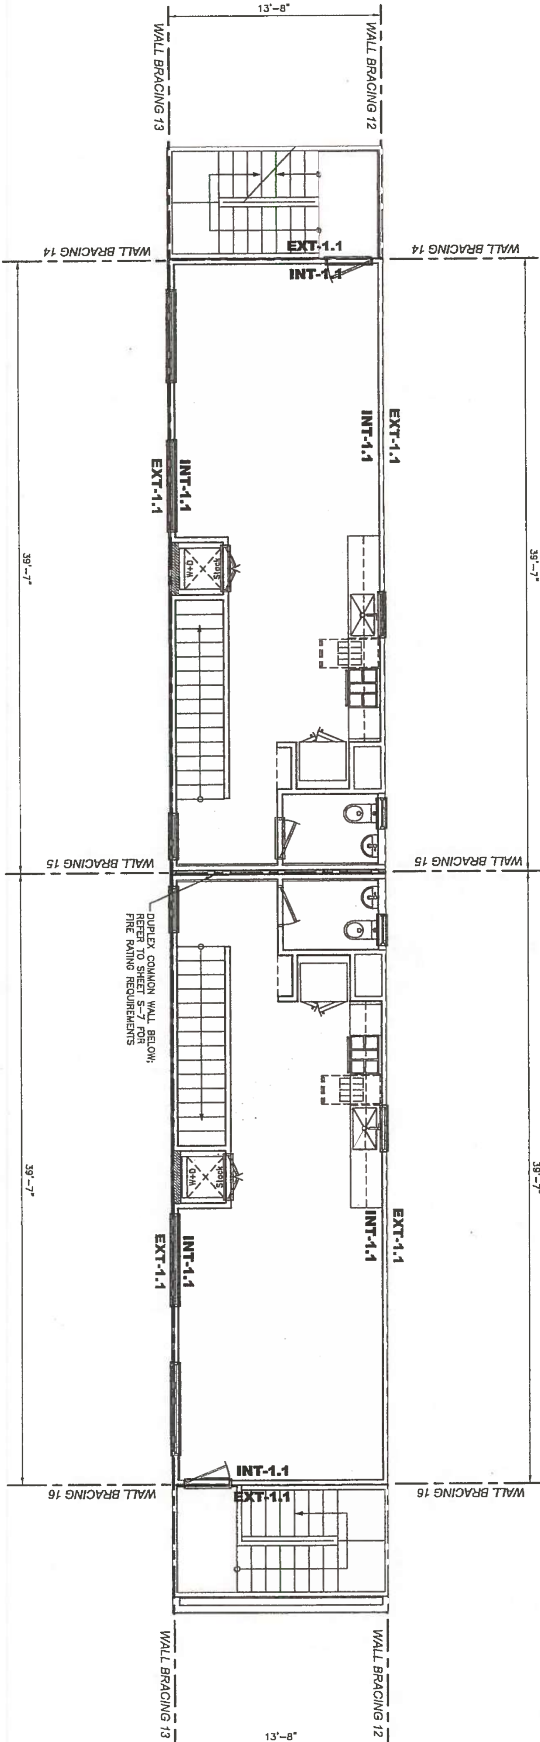 13'-8"
WALL BRACING 13
WALL BRACING 12
EXT-1.1
WALL BRACING 14
WALL BRACING 14
INT-1.1
INT-1.1
EXT-1.1
EXT-1.1
INT-1.1
39'-7"
39'-7"
Stack
W+D
WALL BRACING 15
WALL BRACING 15
DUPLEX COMMON WALL BELOW;
REFER TO SHEET S-7 FOR
FIRE RATING REQUIREMENTS
39'-7"
39'-7"
Stack
W+D
INT-1.1
EXT-1.1
EXT-1.1
INT-1.1
INT-1.1
EXT-1.1
WALL BRACING 16
WALL BRACING 16
WALL BRACING 13
WALL BRACING 12
13'-8"